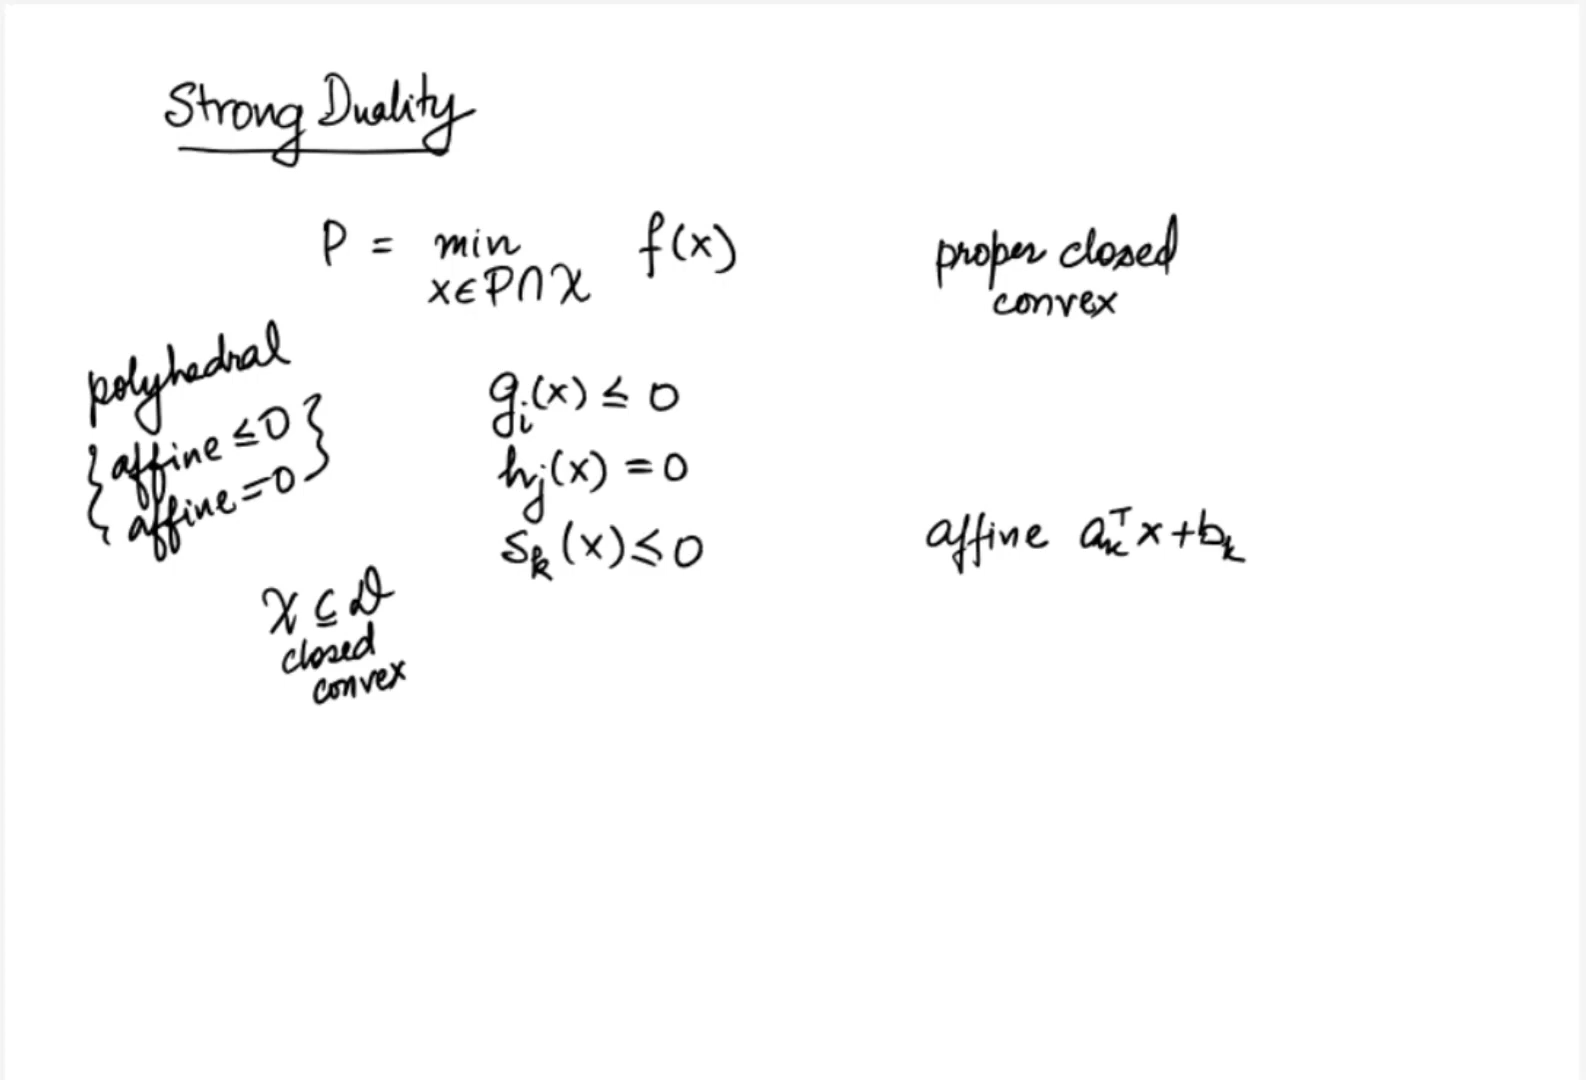 Strong Duality
P = min f(x) proper closed
x∈P∩X convex
polyhedral
{affine ≤0}
{affine =0}
gᵢ(x) ≤ 0
hⱼ(x) = 0
sₖ(x) ≤ 0 affine aₖᵀx+bₖ
X ⊆ D
closed
convex